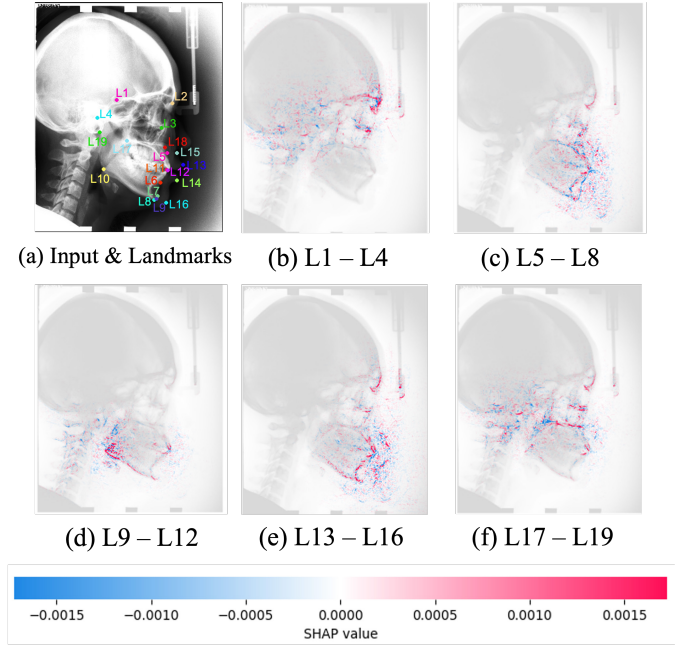 L1
L2
L4
L3
L19
L18
L5
L15
L10
L12
L6
L14
L7
L8
L9
L16
(a) Input & Landmarks
(b) L1 – L4
(c) L5 – L8
(d) L9 – L12
(e) L13 – L16
(f) L17 – L19
−0.0015
−0.0010
−0.0005
0.0000
0.0005
0.0010
0.0015
SHAP value